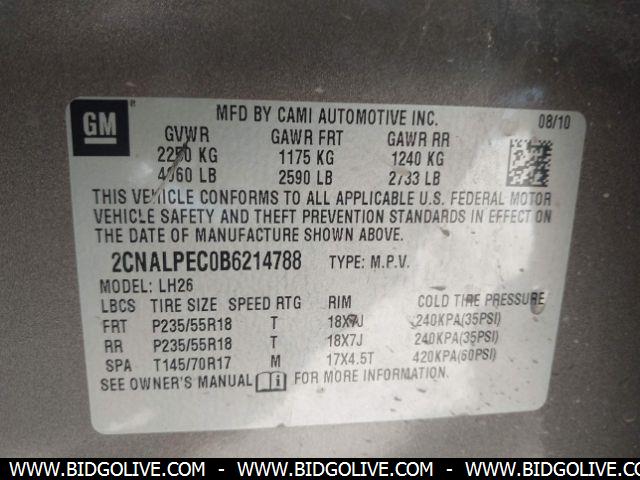 GM ®
MFD BY CAMI AUTOMOTIVE INC. 08/10
GVWR GAWR FRT GAWR RR
2250 KG 1175 KG 1240 KG
4960 LB 2590 LB 2733 LB
THIS VEHICLE CONFORMS TO ALL APPLICABLE U.S. FEDERAL MOTOR
VEHICLE SAFETY AND THEFT PREVENTION STANDARDS IN EFFECT ON
THE DATE OF MANUFACTURE SHOWN ABOVE.
2CNALPEC0B6214788 TYPE: M.P.V.
MODEL: LH26
LBCS TIRE SIZE SPEED RTG RIM COLD TIRE PRESSURE
FRT P235/55R18 T 18X7J 240KPA(35PSI)
RR P235/55R18 T 18X7J 240KPA(35PSI)
SPA T145/70R17 M 17X4.5T 420KPA(60PSI)
SEE OWNER'S MANUAL FOR MORE INFORMATION.
WWW.BIDGOLIVE.COM - WWW.BIDGOLIVE.COM - WWW.BIDGOLIVE.COM